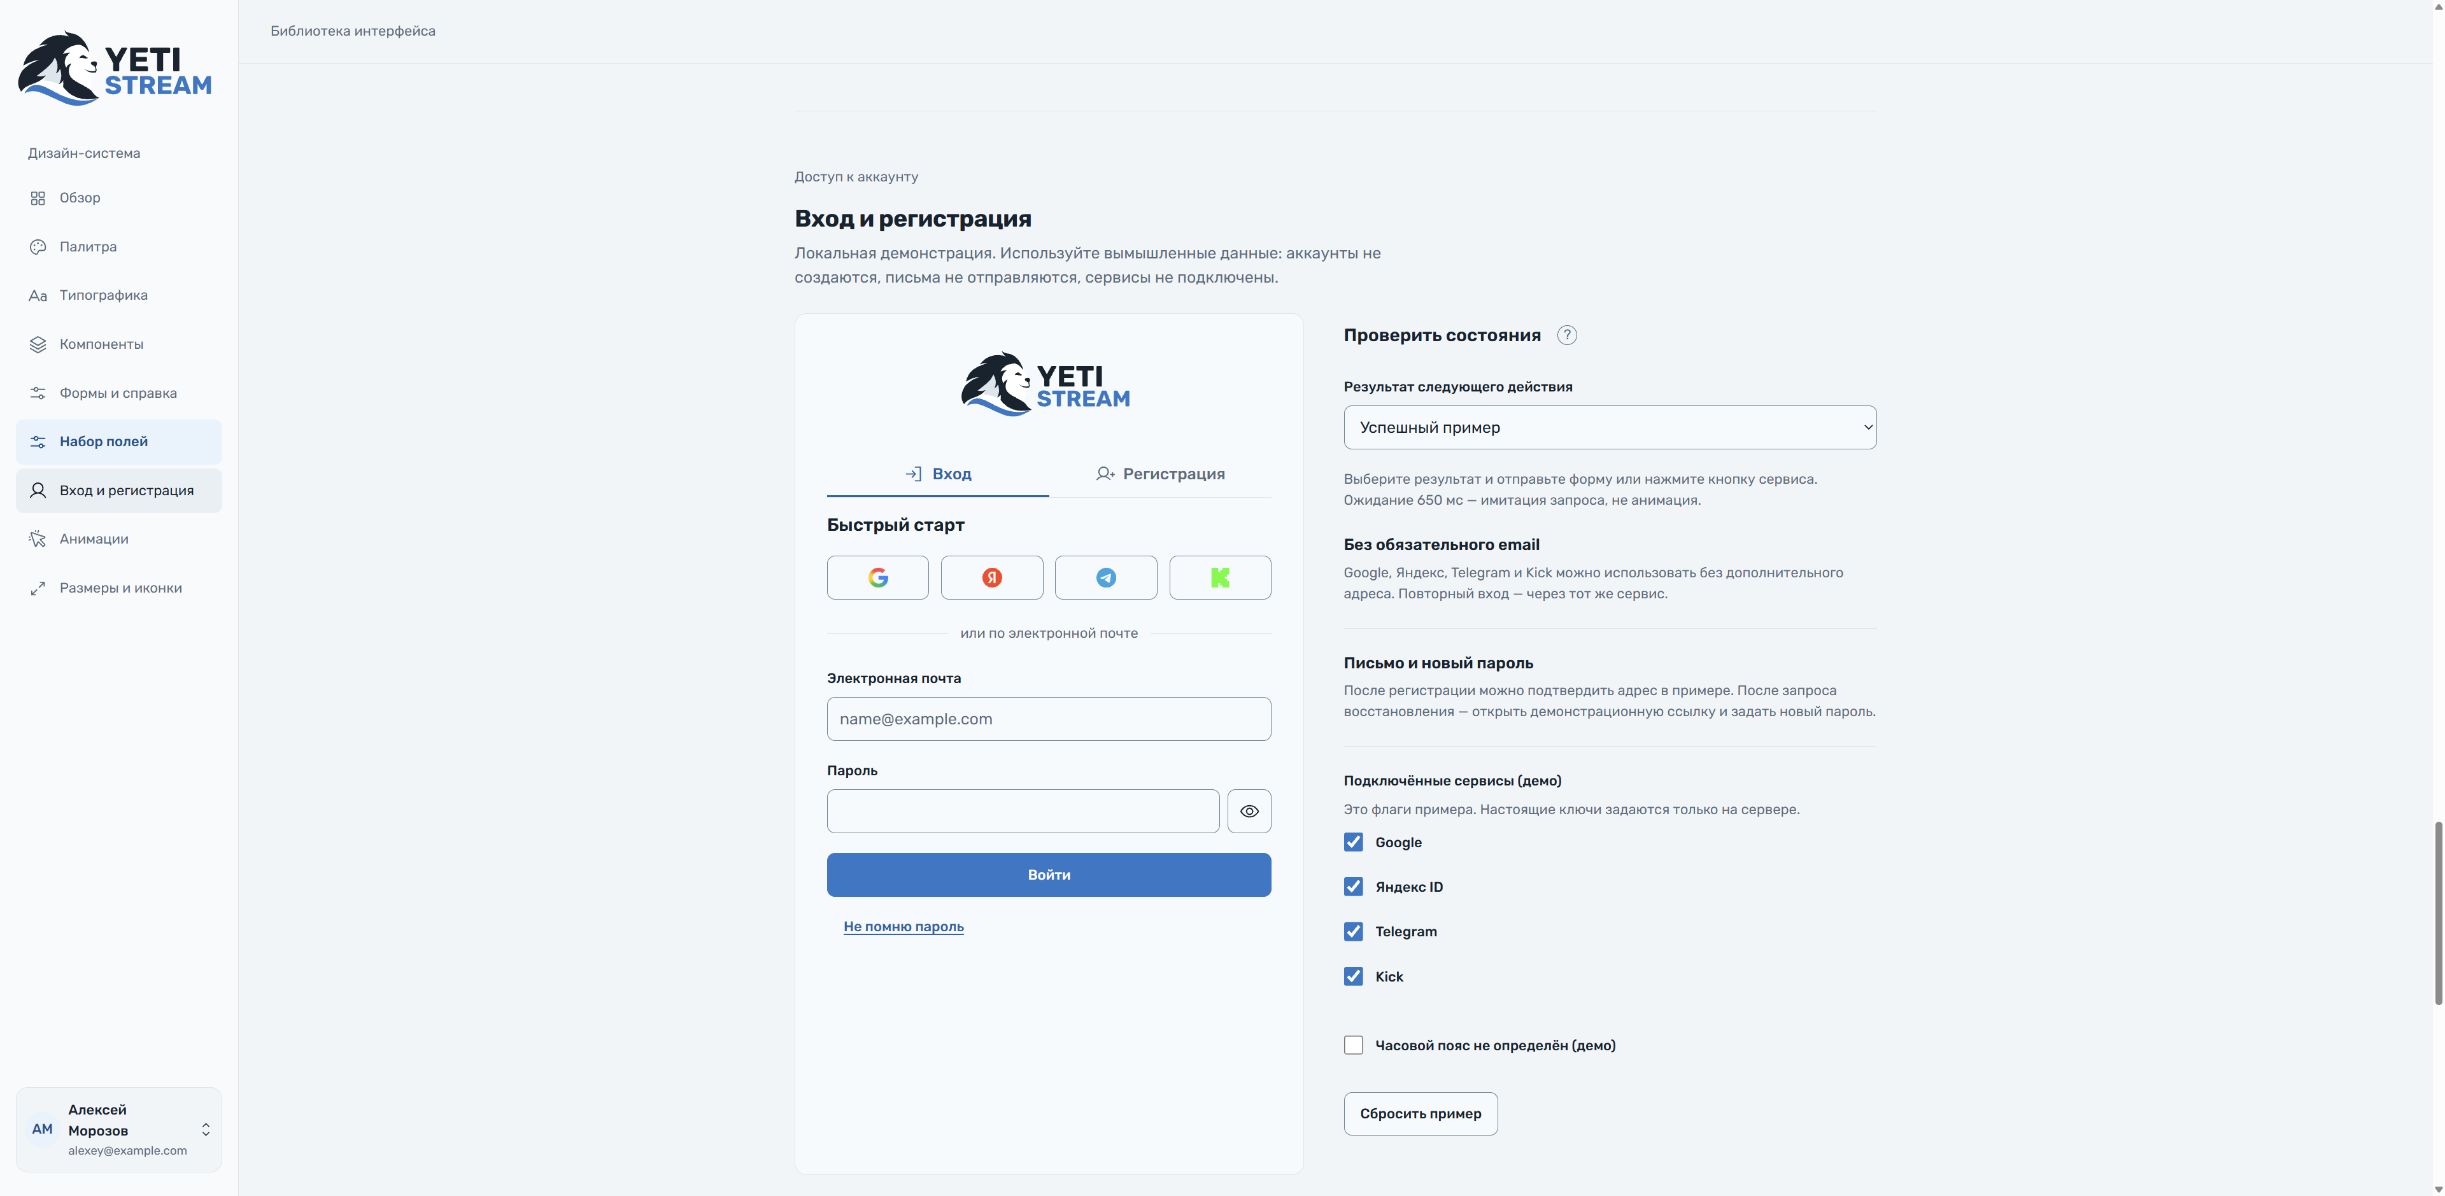 YETI
STREAM
Дизайн-система
Обзор
Палитра
Aa Типографика
Компоненты
Формы и справка
Набор полей
Вход и регистрация
Анимации
Размеры и иконки
АМ
Алексей
Морозов
alexey@example.com
Библиотека интерфейса
Доступ к аккаунту
Вход и регистрация
Локальная демонстрация. Используйте вымышленные данные: аккаунты не
создаются, письма не отправляются, сервисы не подключены.
YETI
STREAM
Вход
Регистрация
Быстрый старт
G
Я
K
или по электронной почте
Электронная почта
name@example.com
Пароль
Войти
Не помню пароль
Проверить состояния ?
Результат следующего действия
Успешный пример
Выберите результат и отправьте форму или нажмите кнопку сервиса.
Ожидание 650 мс — имитация запроса, не анимация.
Без обязательного email
Google, Яндекс, Telegram и Kick можно использовать без дополнительного
адреса. Повторный вход — через тот же сервис.
Письмо и новый пароль
После регистрации можно подтвердить адрес в примере. После запроса
восстановления — открыть демонстрационную ссылку и задать новый пароль.
Подключённые сервисы (демо)
Это флаги примера. Настоящие ключи задаются только на сервере.
Google
Яндекс ID
Telegram
Kick
Часовой пояс не определён (демо)
Сбросить пример